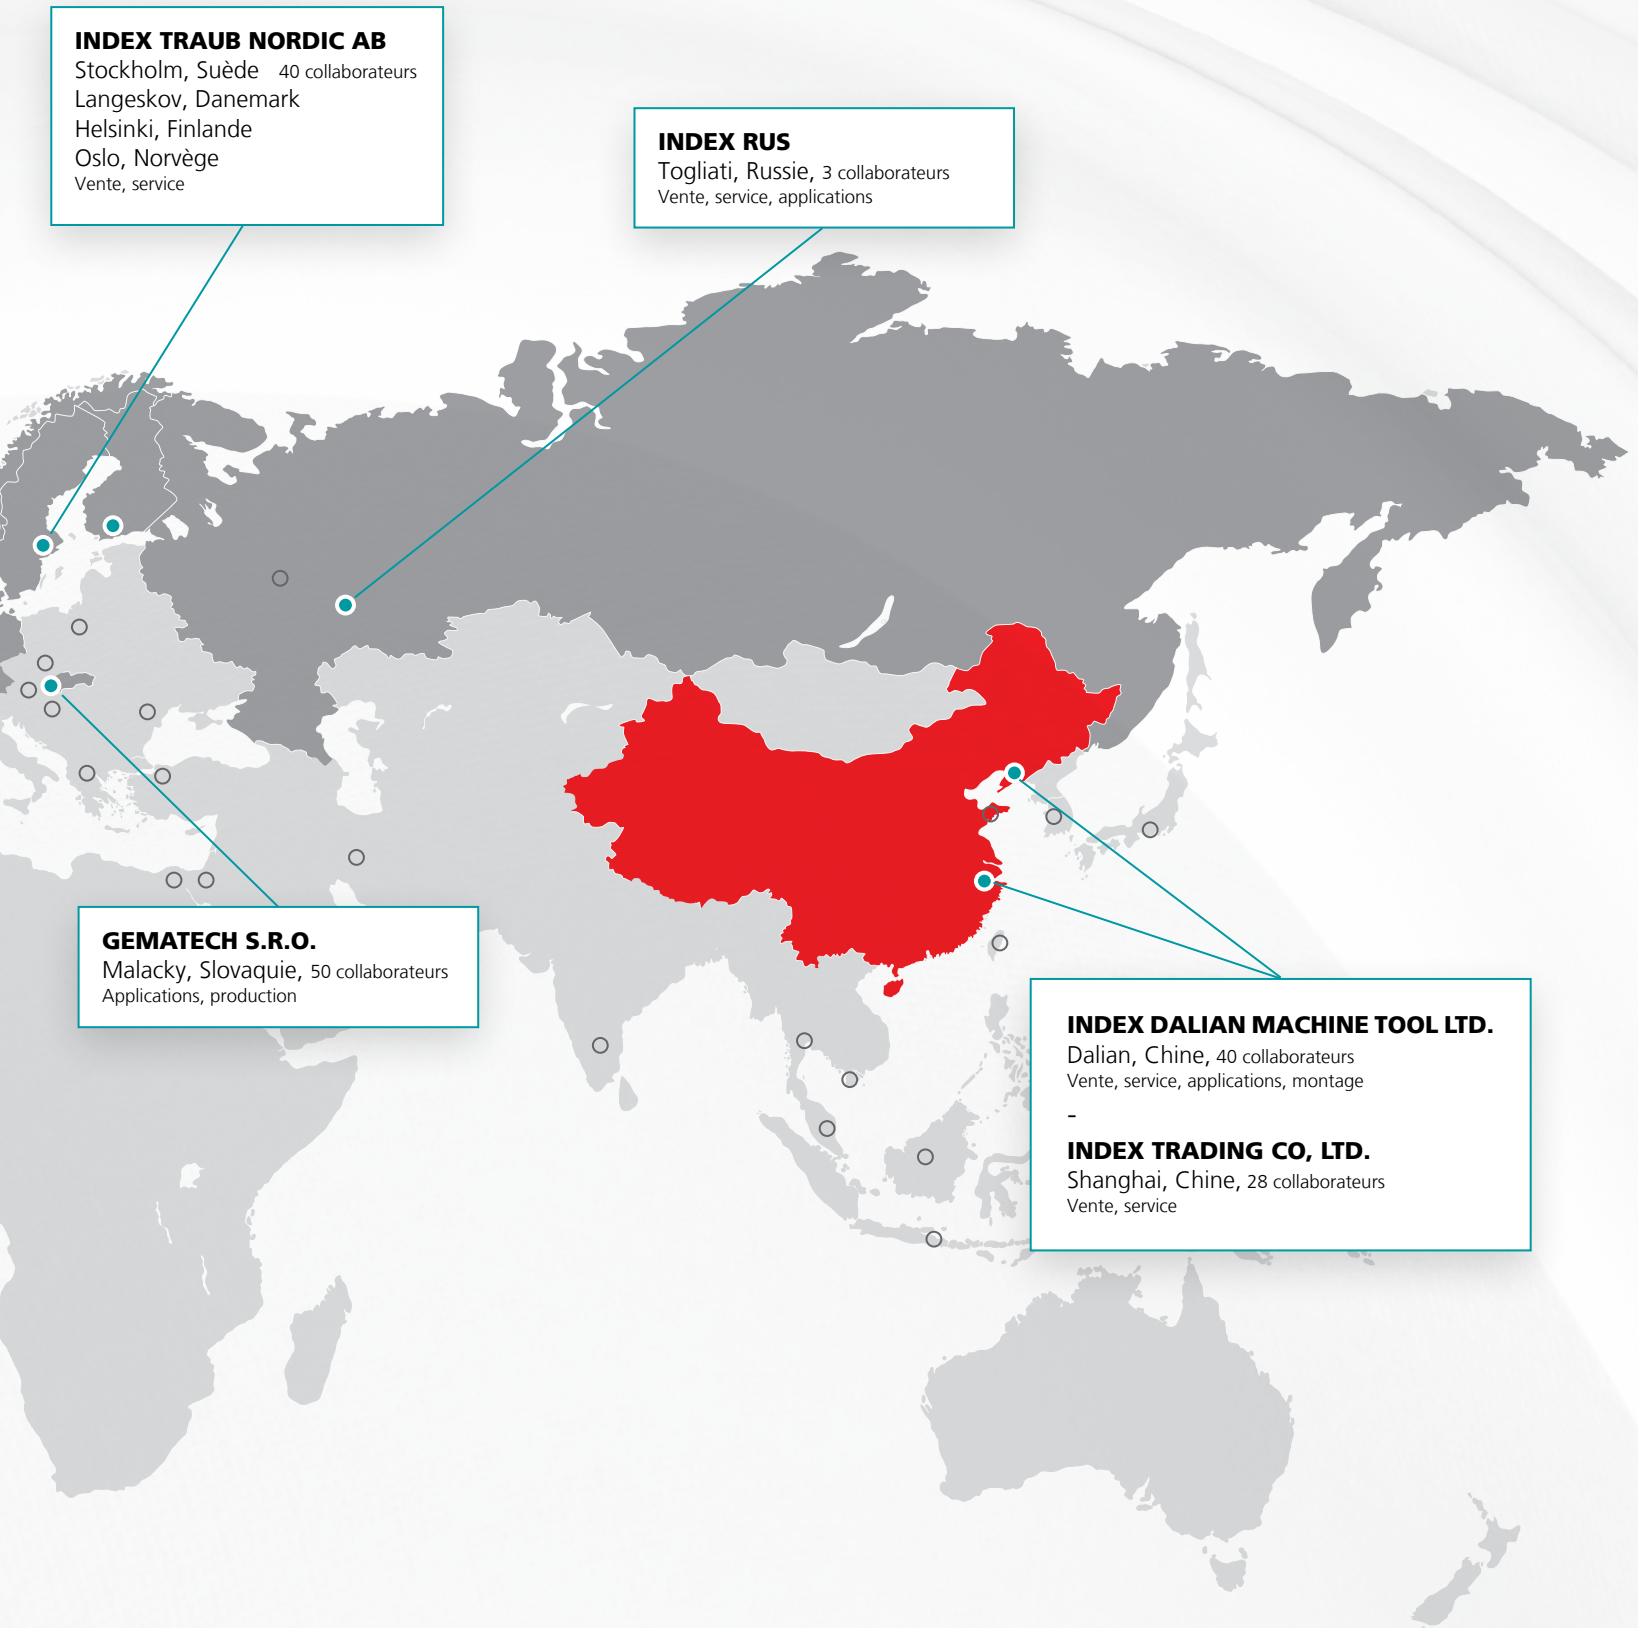 INDEX TRAUB NORDIC AB
Stockholm, Suède 40 collaborateurs
Langeskov, Danemark
Helsinki, Finlande
Oslo, Norvège
Vente, service
INDEX RUS
Togliati, Russie, 3 collaborateurs
Vente, service, applications
GEMATECH S.R.O.
Malacky, Slovaquie, 50 collaborateurs
Applications, production
INDEX DALIAN MACHINE TOOL LTD.
Dalian, Chine, 40 collaborateurs
Vente, service, applications, montage
–
INDEX TRADING CO, LTD.
Shanghai, Chine, 28 collaborateurs
Vente, service